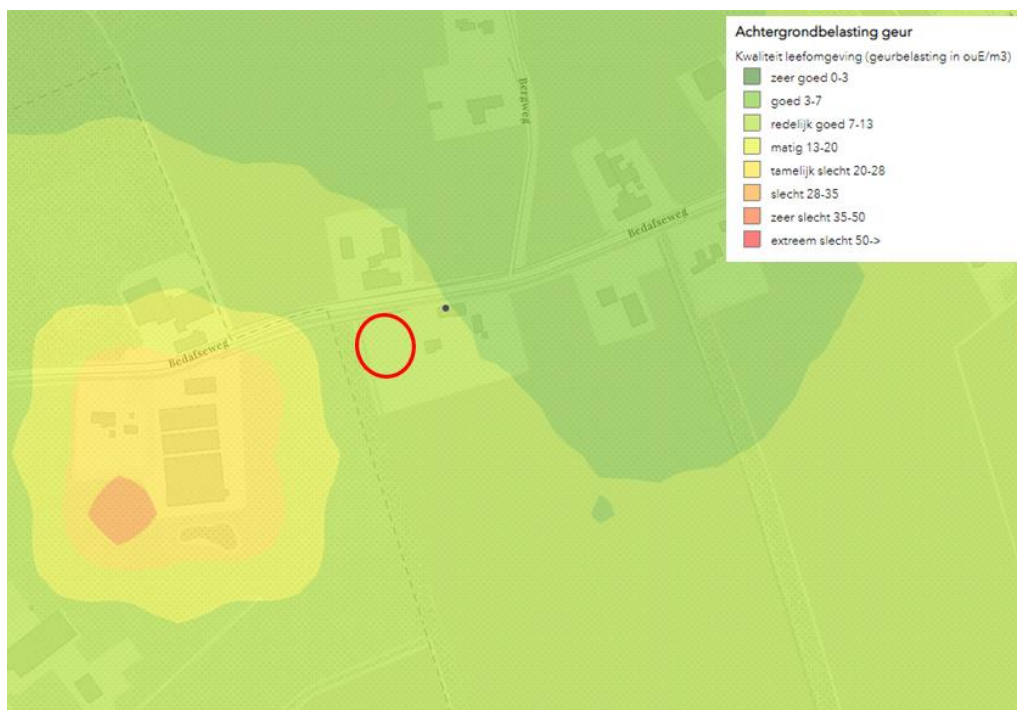 Achtergrondbelasting geur
Kwaliteit leefomgeving (geurbelasting in ouE/m3)
zeer goed 0-3
goed 3-7
redelijk goed 7-13
matig 13-20
tamelijk slecht 20-28
slecht 28-35
zeer slecht 35-50
extreem slecht 50->
Bergweg
Bedafseweg
Bedafseweg